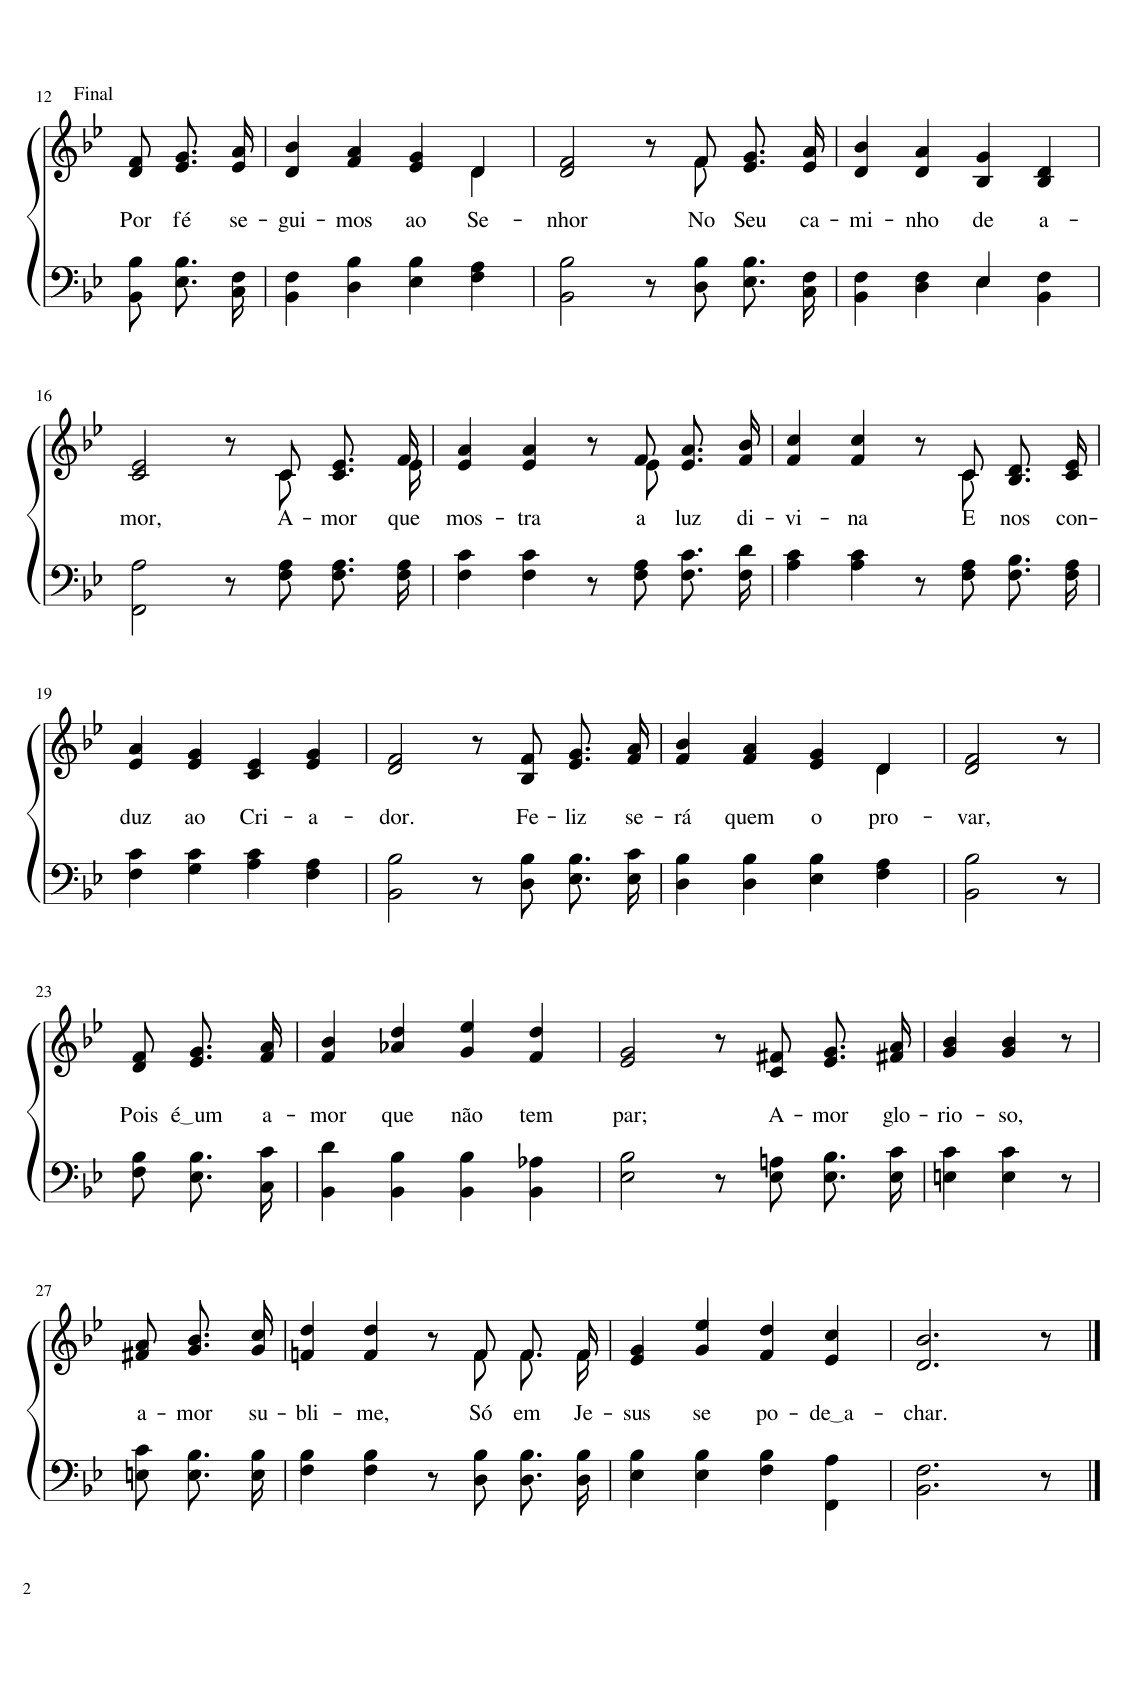 12 Final
Por fé se - gui - mos ao Se - nhor No Seu ca - mi - nho de a -
16
mor, A - mor que mos - tra a luz di - vi - na E nos con -
19
duz ao Cri - a - dor. Fe - liz se - rá quem o pro - var,
23
Pois é‿um a - mor que não tem par; A - mor glo - rio - so,
27
a - mor su - bli - me, Só em Je - sus se po - de‿a - char.
2